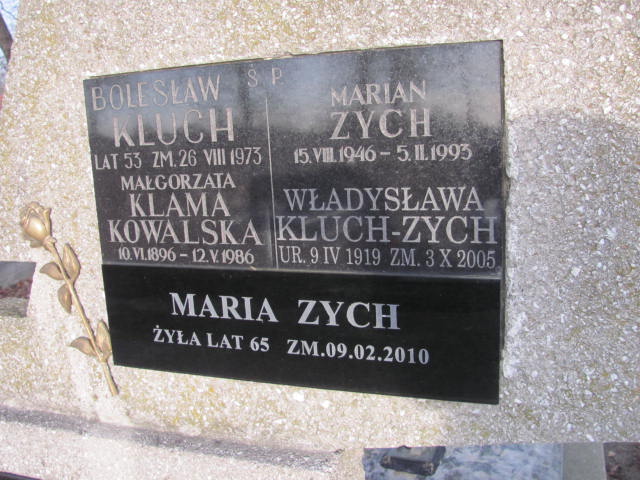 Ś P
BOLESŁAW
KLUCH
LAT 53 ZM. 26 VIII 1973
MAŁGORZATA
KLAMA
KOWALSKA
10.VI.1896 – 12.V.1986
MARIAN
ZYCH
15.VIII.1946 – 5.II.1993
WŁADYSŁAWA
KLUCH-ZYCH
UR. 9 IV 1919 ZM. 3 X 2005
MARIA ZYCH
ŻYŁA LAT 65 ZM.09.02.2010